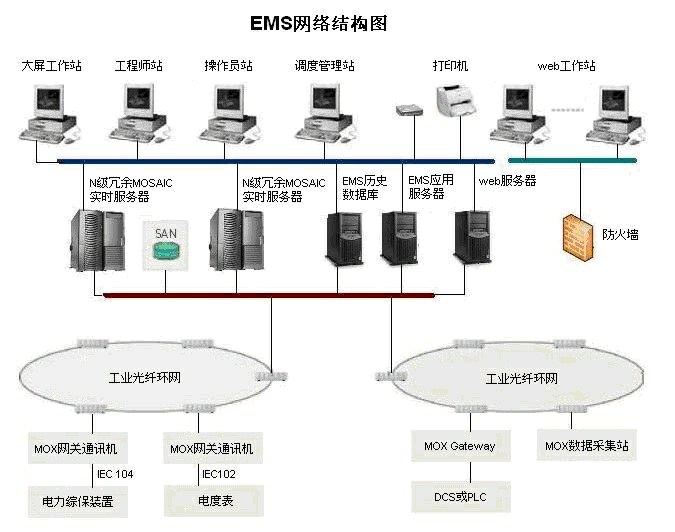 EMS网络结构图
大屏工作站
工程师站
操作员站
调度管理站
打印机
web工作站
N级冗余MOSAIC
实时服务器
N级冗余MOSAIC
实时服务器
EMS历史
数据库
EMS应用
服务器
web服务器
SAN
防火墙
工业光纤环网
工业光纤环网
MOX网关通讯机
MOX网关通讯机
MOX Gateway
MOX数据采集站
IEC 104
IEC102
电力综保装置
电度表
DCS或PLC